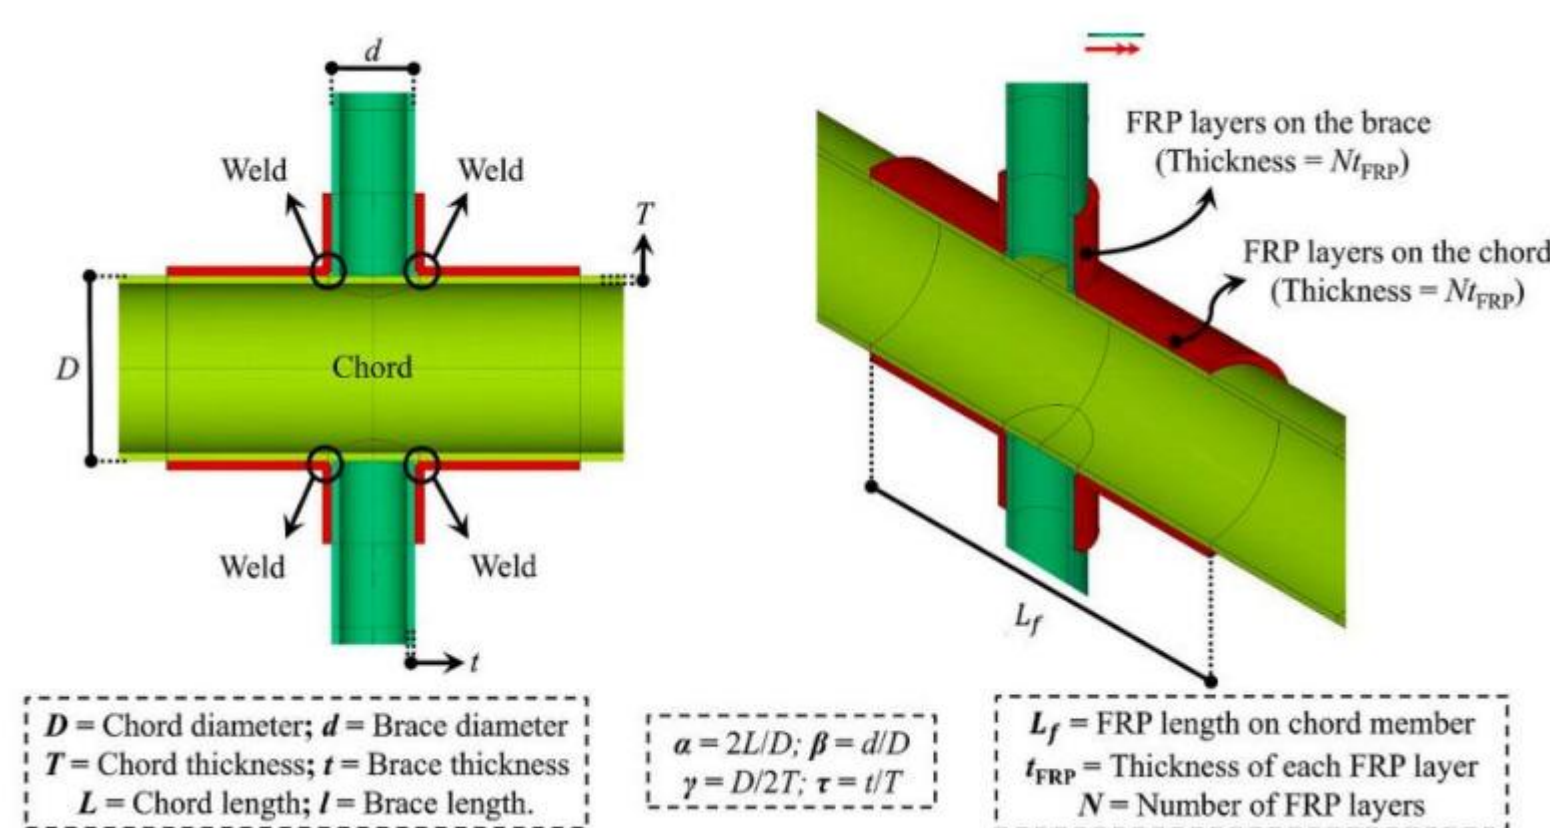 d
Weld
Weld
T
D
Chord
Weld
Weld
t
FRP layers on the brace
(Thickness = Nt_FRP)
FRP layers on the chord
(Thickness = Nt_FRP)
L_f
D = Chord diameter; d = Brace diameter
T = Chord thickness; t = Brace thickness
L = Chord length; l = Brace length.
α = 2L/D; β = d/D
γ = D/2T; τ = t/T
L_f = FRP length on chord member
t_FRP = Thickness of each FRP layer
N = Number of FRP layers